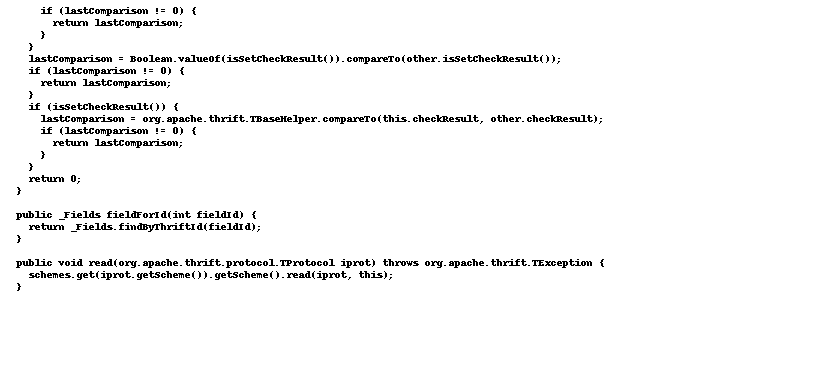 if (lastComparison != 0) {
      return lastComparison;
    }
  }
  lastComparison = Boolean.valueOf(isSetCheckResult()).compareTo(other.isSetCheckResult());
  if (lastComparison != 0) {
    return lastComparison;
  }
  if (isSetCheckResult()) {
    lastComparison = org.apache.thrift.TBaseHelper.compareTo(this.checkResult, other.checkResult);
    if (lastComparison != 0) {
      return lastComparison;
    }
  }
  return 0;
}

public _Fields fieldForId(int fieldId) {
  return _Fields.findByThriftId(fieldId);
}

public void read(org.apache.thrift.protocol.TProtocol iprot) throws org.apache.thrift.TException {
  schemes.get(iprot.getScheme()).getScheme().read(iprot, this);
}